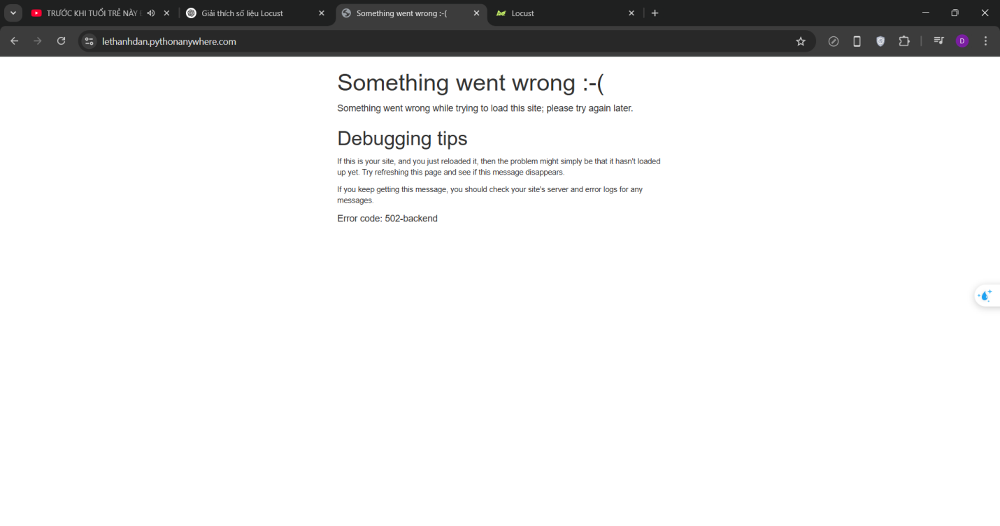 TRƯỚC KHI TUỔI TRẺ NÀY
Giải thích số liệu Locust
Something went wrong :-(
Locust
lethanhdan.pythonanywhere.com
D
Something went wrong :-(
Something went wrong while trying to load this site; please try again later.
Debugging tips
If this is your site, and you just reloaded it, then the problem might simply be that it hasn't loaded
up yet. Try refreshing this page and see if this message disappears.
If you keep getting this message, you should check your site's server and error logs for any
messages.
Error code: 502-backend